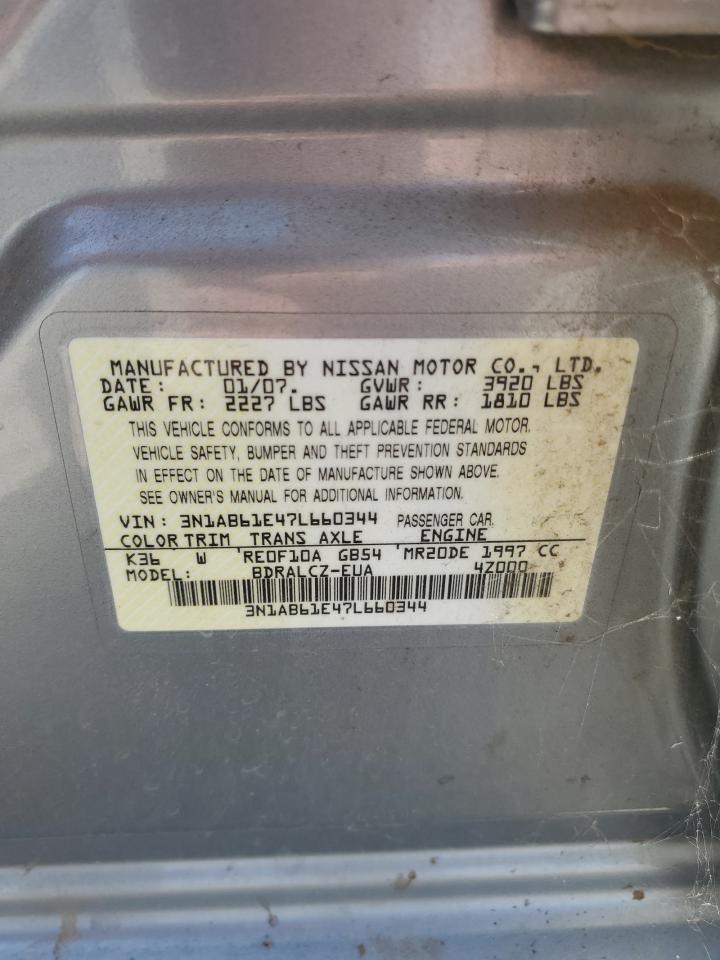 MANUFACTURED BY NISSAN MOTOR CO., LTD.
DATE: 01/07. GVWR: 3920 LBS
GAWR FR: 2227 LBS GAWR RR: 1810 LBS
THIS VEHICLE CONFORMS TO ALL APPLICABLE FEDERAL MOTOR.
VEHICLE SAFETY, BUMPER AND THEFT PREVENTION STANDARDS
IN EFFECT ON THE DATE OF MANUFACTURE SHOWN ABOVE.
SEE OWNER'S MANUAL FOR ADDITIONAL INFORMATION.
VIN: 3N1AB61E47L660344 PASSENGER CAR.
COLOR TRIM TRANS AXLE ENGINE
K36 W 'RE0F10A GB54 'MR20DE 1997 CC
MODEL: BDRALCZ-EUA 4Z000
3N1AB61E47L660344